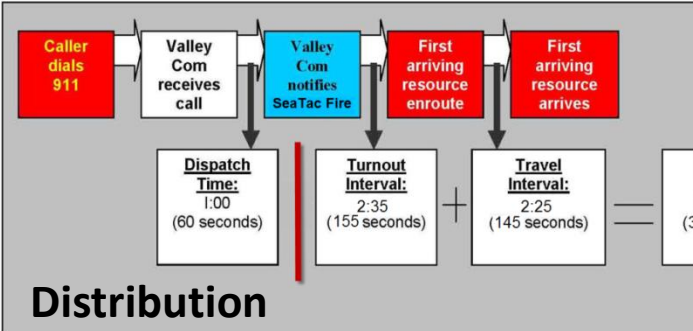 Caller
dials
911
Valley
Com
receives
call
Valley
Com
notifies
SeaTac Fire
First
arriving
resource
enroute
First
arriving
resource
arrives
Dispatch
Time:
I:00
(60 seconds)
Turnout
Interval:
2:35
(155 seconds)
+
Travel
Interval:
2:25
(145 seconds)
=
(3
Distribution